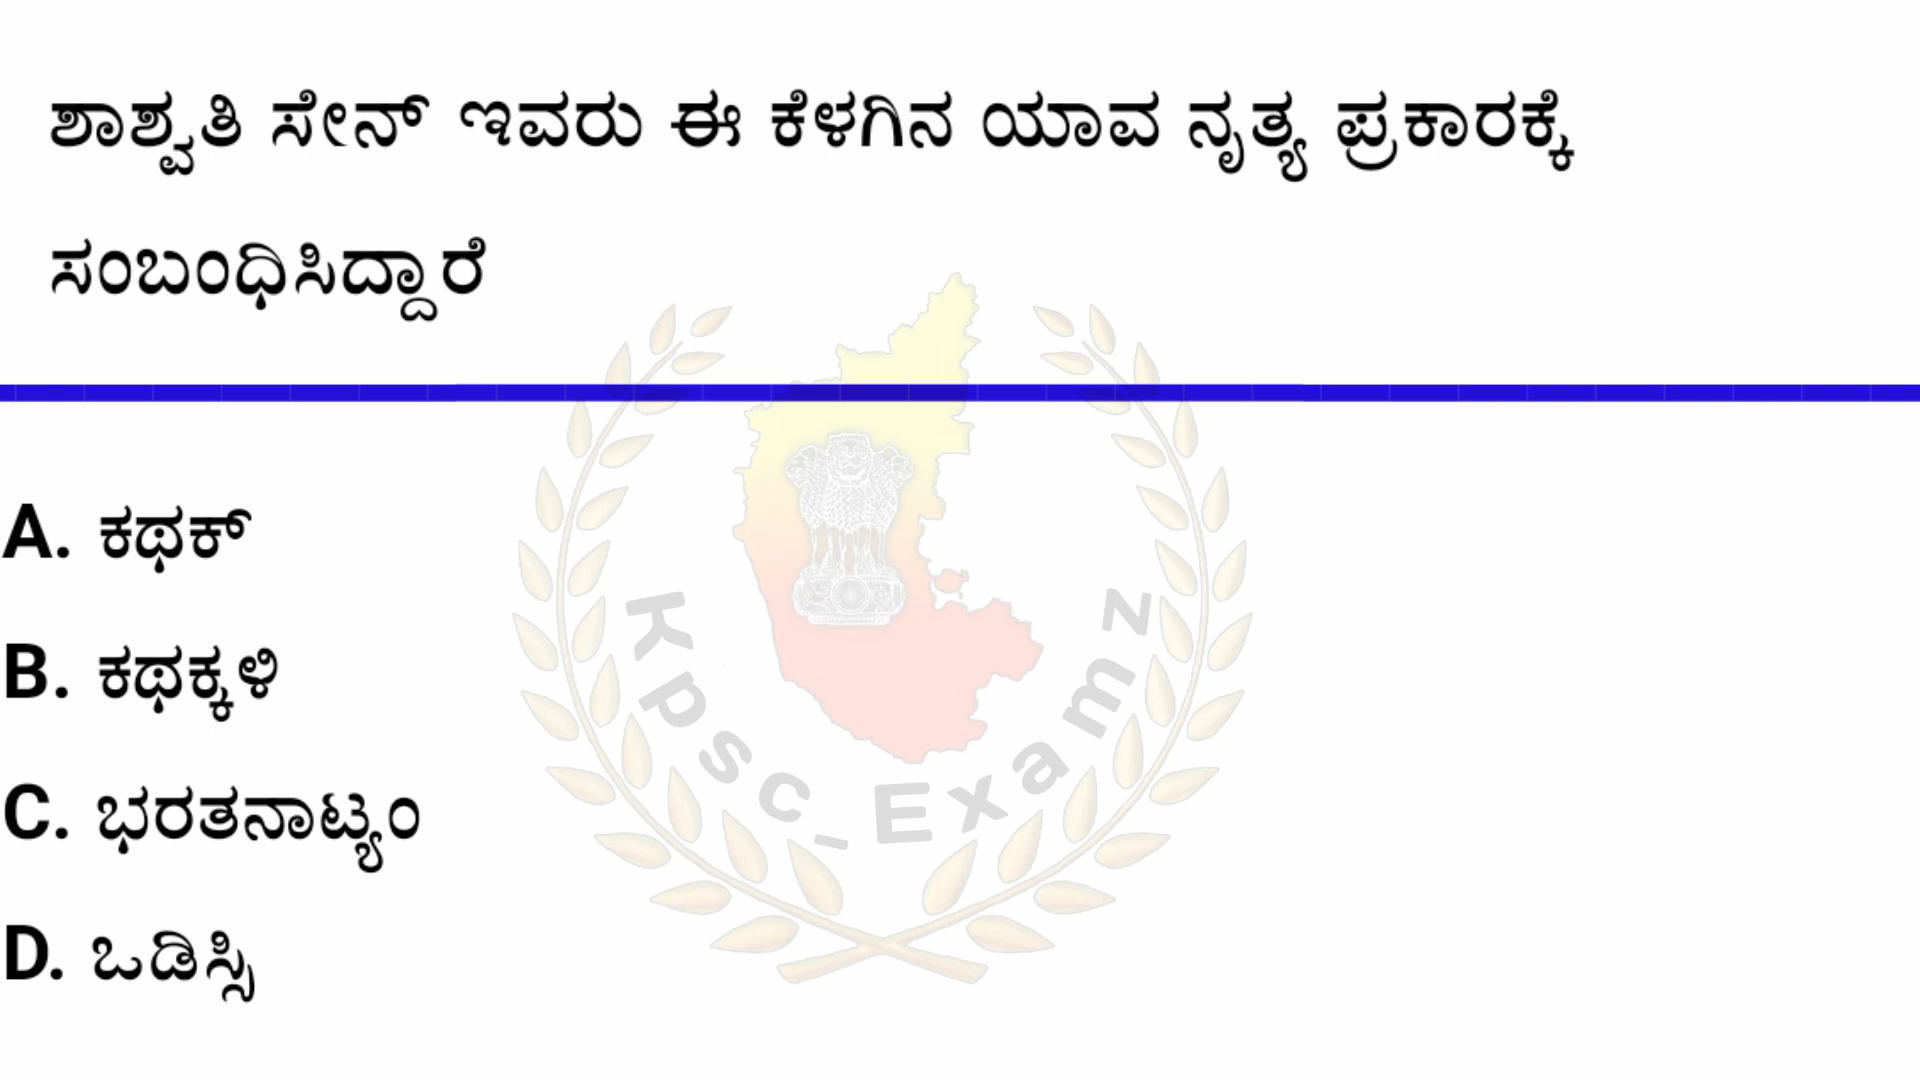 ಶಾಶ್ವತಿ ಸೇನ್ ಇವರು ಈ ಕೆಳಗಿನ ಯಾವ ನೃತ್ಯ ಪ್ರಕಾರಕ್ಕೆ
ಸಂಬಂಧಿಸಿದ್ದಾರೆ
A. ಕಥಕ್
B. ಕಥಕ್ಕಳಿ
C. ಭರತನಾಟ್ಯಂ
D. ಒಡಿಸ್ಸಿ
Kpsc_Examz